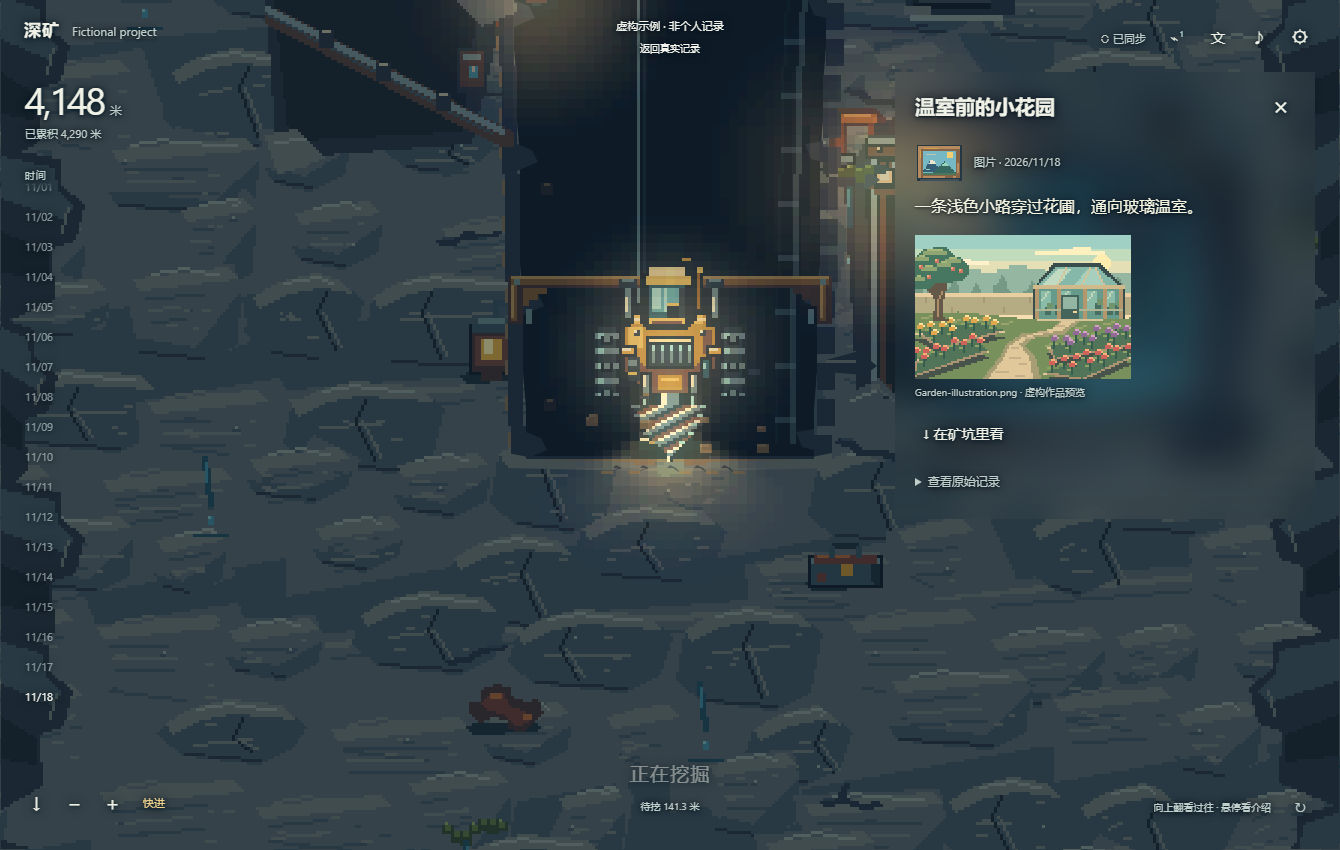 深矿 Fictional project
虚构示例 · 非个人记录
返回真实记录
已同步
1
文
4,148 米
已累积 4,290 米
时间
11/01
11/02
11/03
11/04
11/05
11/06
11/07
11/08
11/09
11/10
11/11
11/12
11/13
11/14
11/15
11/16
11/17
11/18
温室前的小花园
图片 · 2026/11/18
一条浅色小路穿过花圃，通向玻璃温室。
Garden-illustration.png · 虚构作品预览
↓ 在矿坑里看
查看原始记录
正在挖掘
待挖 141.3 米
快进
向上翻看过往 · 悬停看介绍